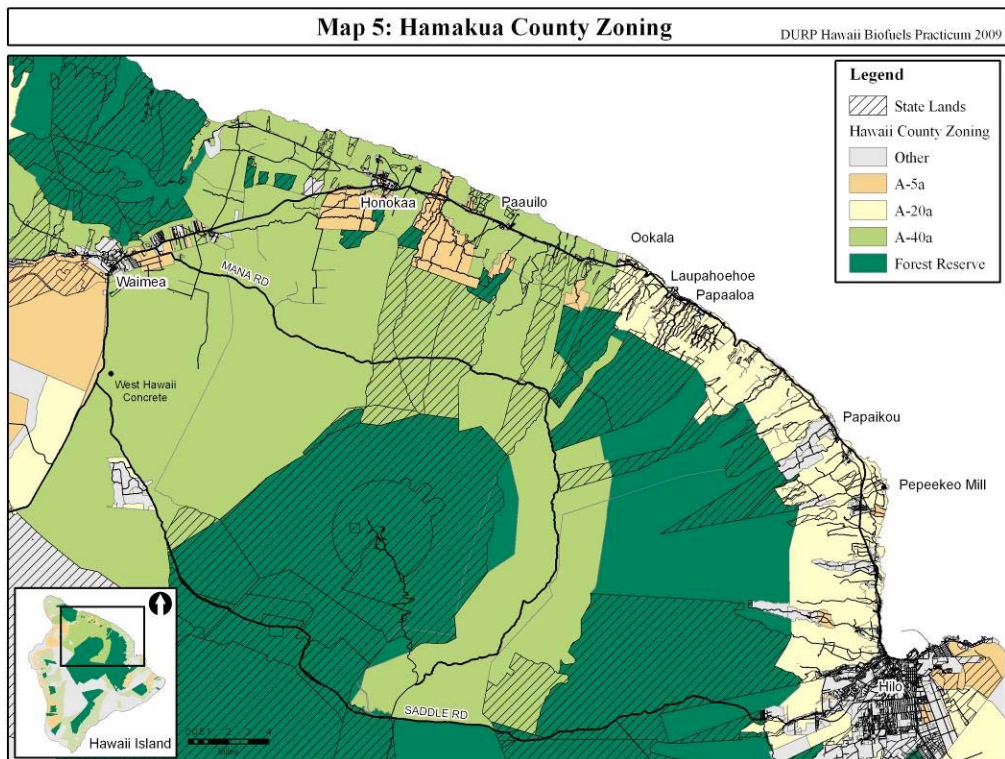 Map 5: Hamakua County Zoning
DURP Hawaii Biofuels Practicum 2009
Legend
State Lands
Hawaii County Zoning
Other
A-5a
A-20a
A-40a
Forest Reserve
Honokaa
Paauilo
Ookala
Laupahoehoe
Papaaloa
Waimea
MANA RD
West Hawaii
Concrete
Papaikou
Pepeekeo Mill
Hilo
SADDLE RD
Hawaii Island
Miles